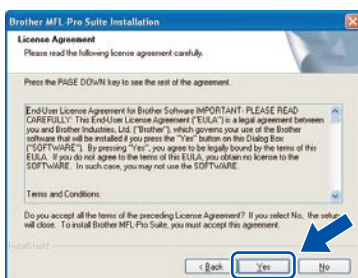 Brother MFL-Pro Suite Installation
License Agreement
Please read the following license agreement carefully.
Press the PAGE DOWN key to see the rest of the agreement.
End-User License Agreement for Brother Software IMPORTANT- PLEASE READ
CAREFULLY: This End-User License Agreement ("EULA") is a legal agreement between
you and Brother Industries, Ltd. ("Brother"), which governs your use of the Brother
software that will be installed if you press the "Yes" button on this Dialog Box
("SOFTWARE"). By pressing "Yes", you agree to be legally bound by the terms of this
EULA. If you do not agree to the terms of this EULA, you obtain no license to the
SOFTWARE. In such case, you may not use the SOFTWARE.
Terms and Conditions.
Do you accept all the terms of the preceding License Agreement? If you select No, the setup
will close. To install Brother MFL-Pro Suite, you must accept this agreement.
InstallShield
< Back Yes No